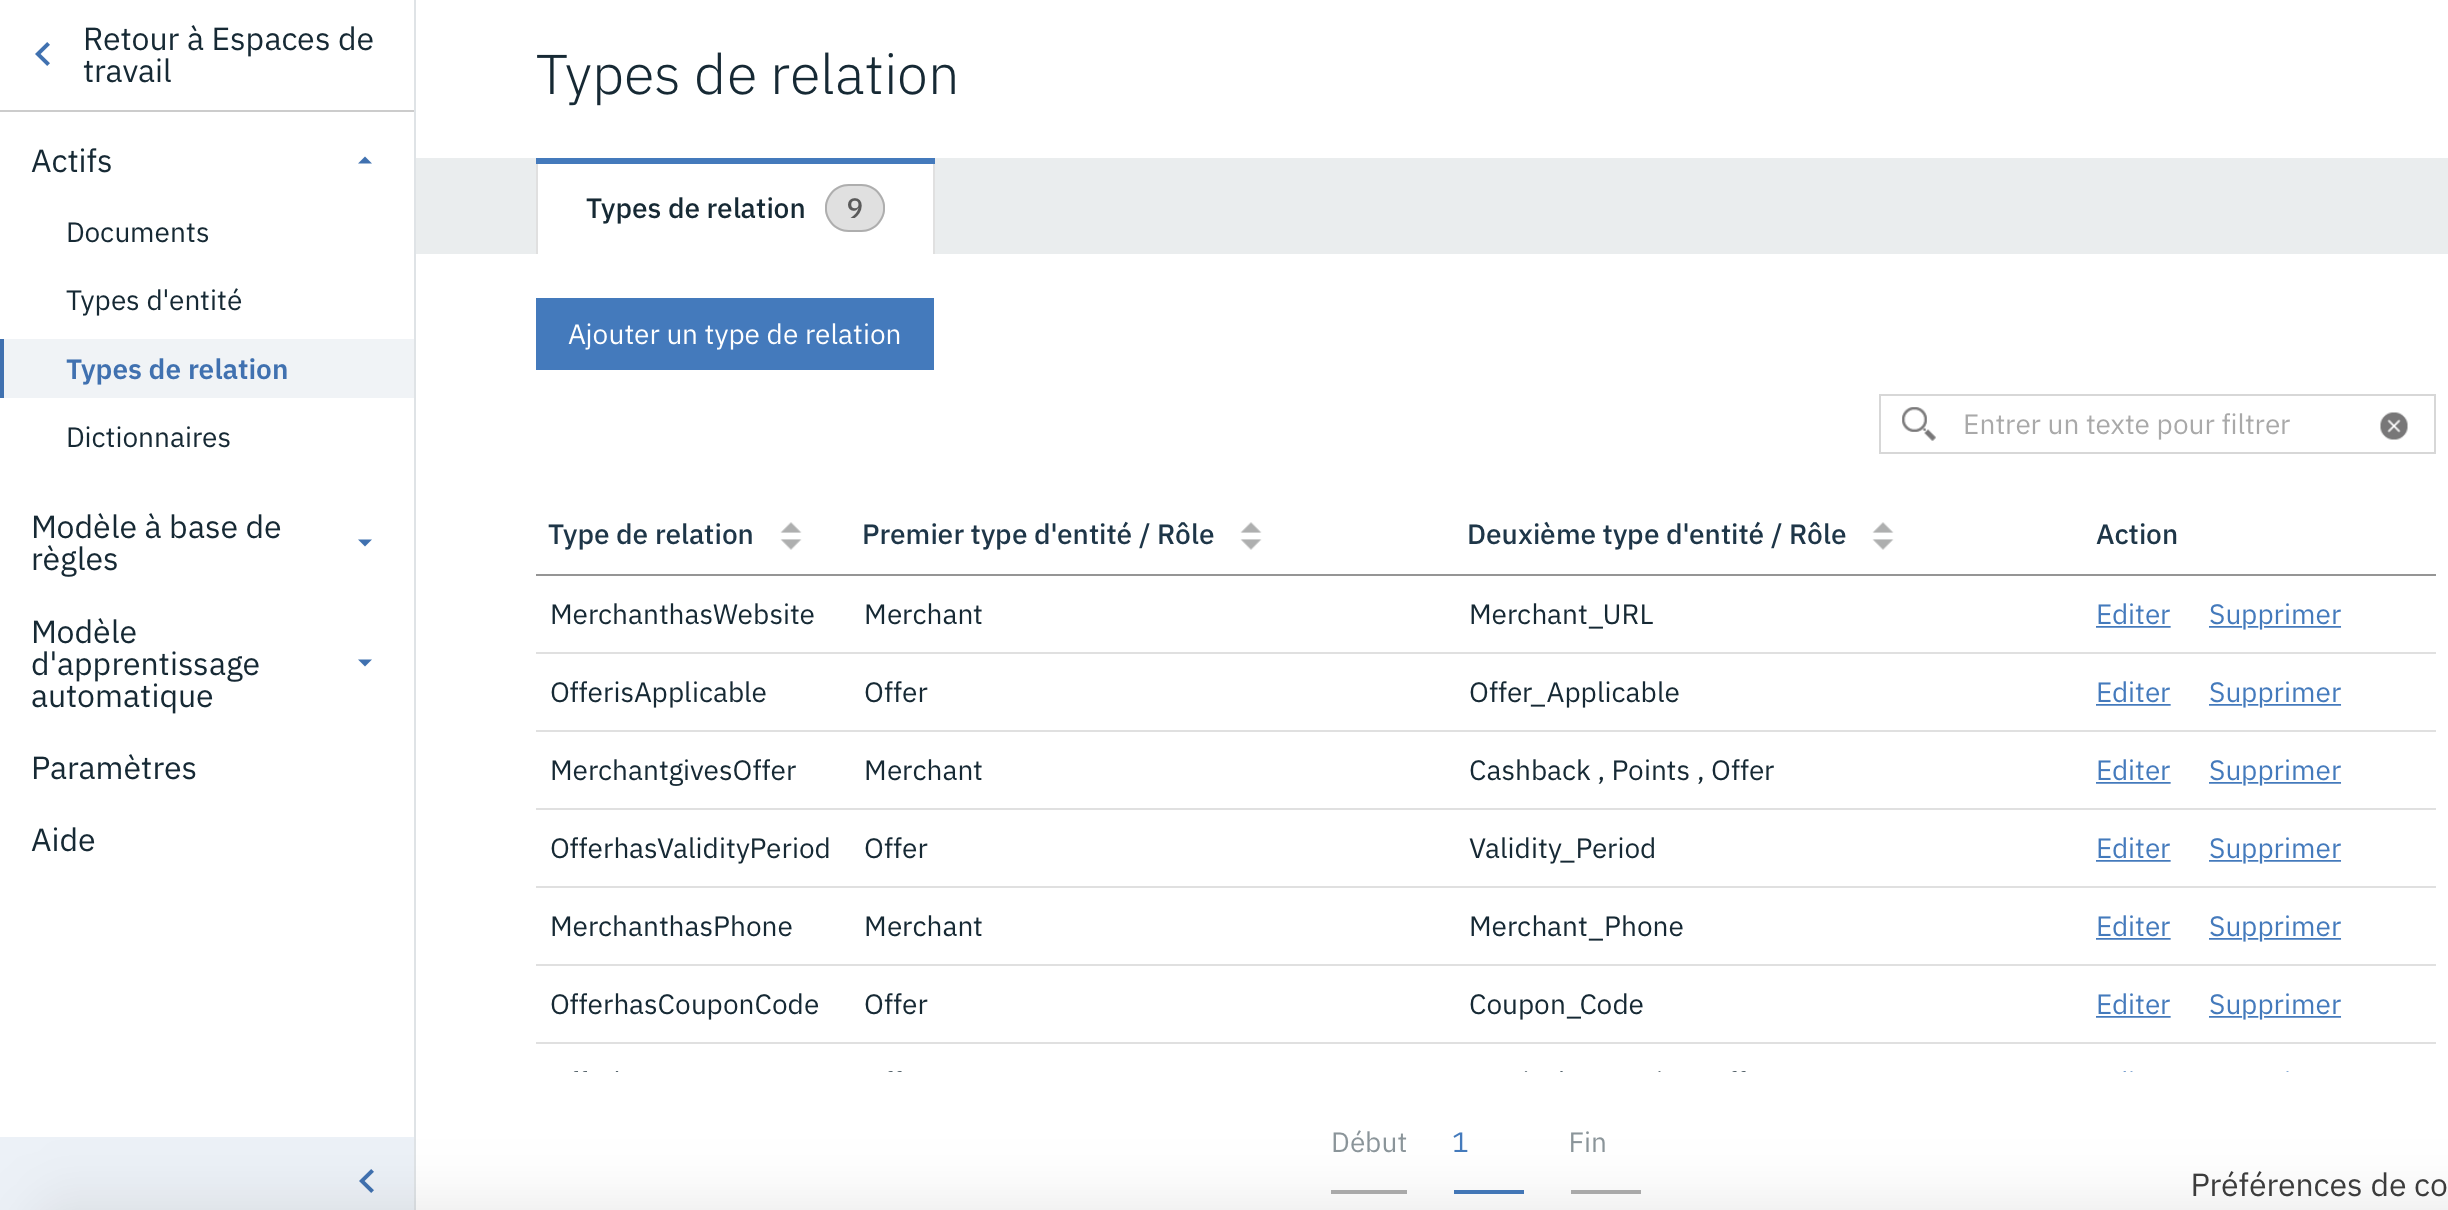 Retour à Espaces de
travail
Actifs
Documents
Types d'entité
Types de relation
Dictionnaires
Modèle à base de
règles
Modèle
d'apprentissage
automatique
Paramètres
Aide
Types de relation
Types de relation 9
Ajouter un type de relation
Entrer un texte pour filtrer
Type de relation Premier type d'entité / Rôle Deuxième type d'entité / Rôle Action
MerchanthasWebsite Merchant Merchant_URL Editer Supprimer
OfferisApplicable Offer Offer_Applicable Editer Supprimer
MerchantgivesOffer Merchant Cashback , Points , Offer Editer Supprimer
OfferhasValidityPeriod Offer Validity_Period Editer Supprimer
MerchanthasPhone Merchant Merchant_Phone Editer Supprimer
OfferhasCouponCode Offer Coupon_Code Editer Supprimer
Début 1 Fin
Préférences de co